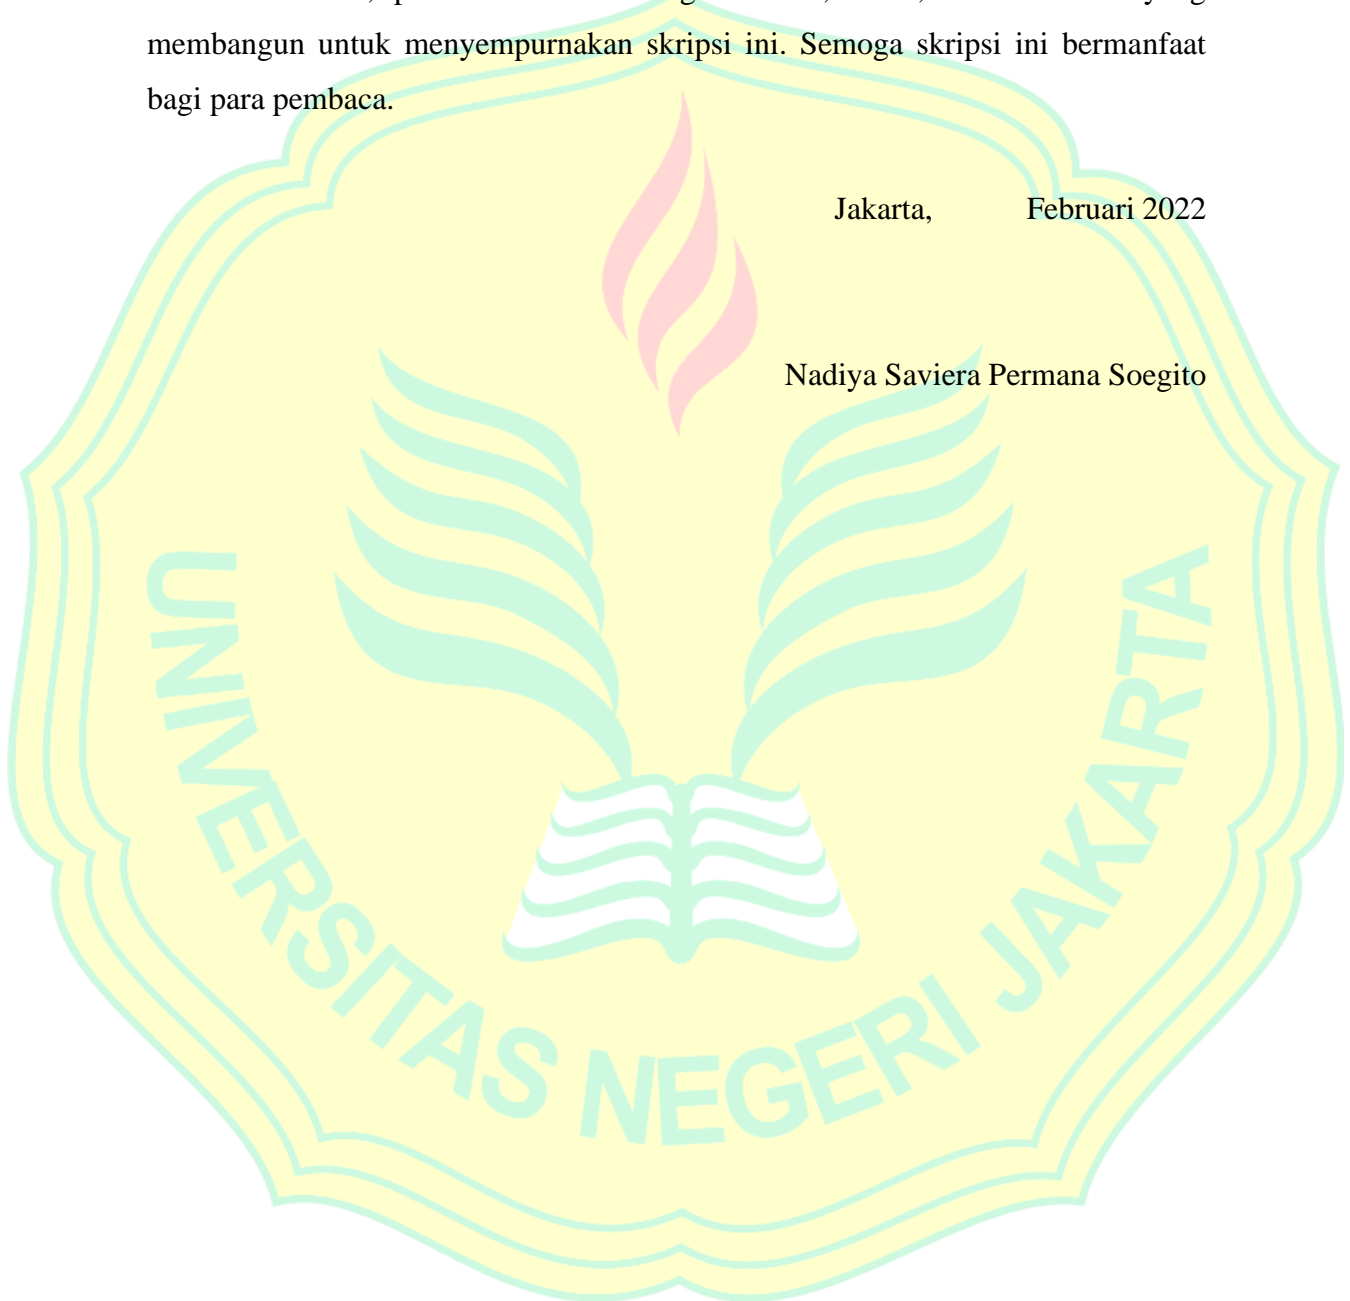 membangun untuk menyempurnakan skripsi ini. Semoga skripsi ini bermanfaat
bagi para pembaca.
Jakarta, Februari 2022
Nadiya Saviera Permana Soegito
UNIVERSITAS NEGERI JAKARTA